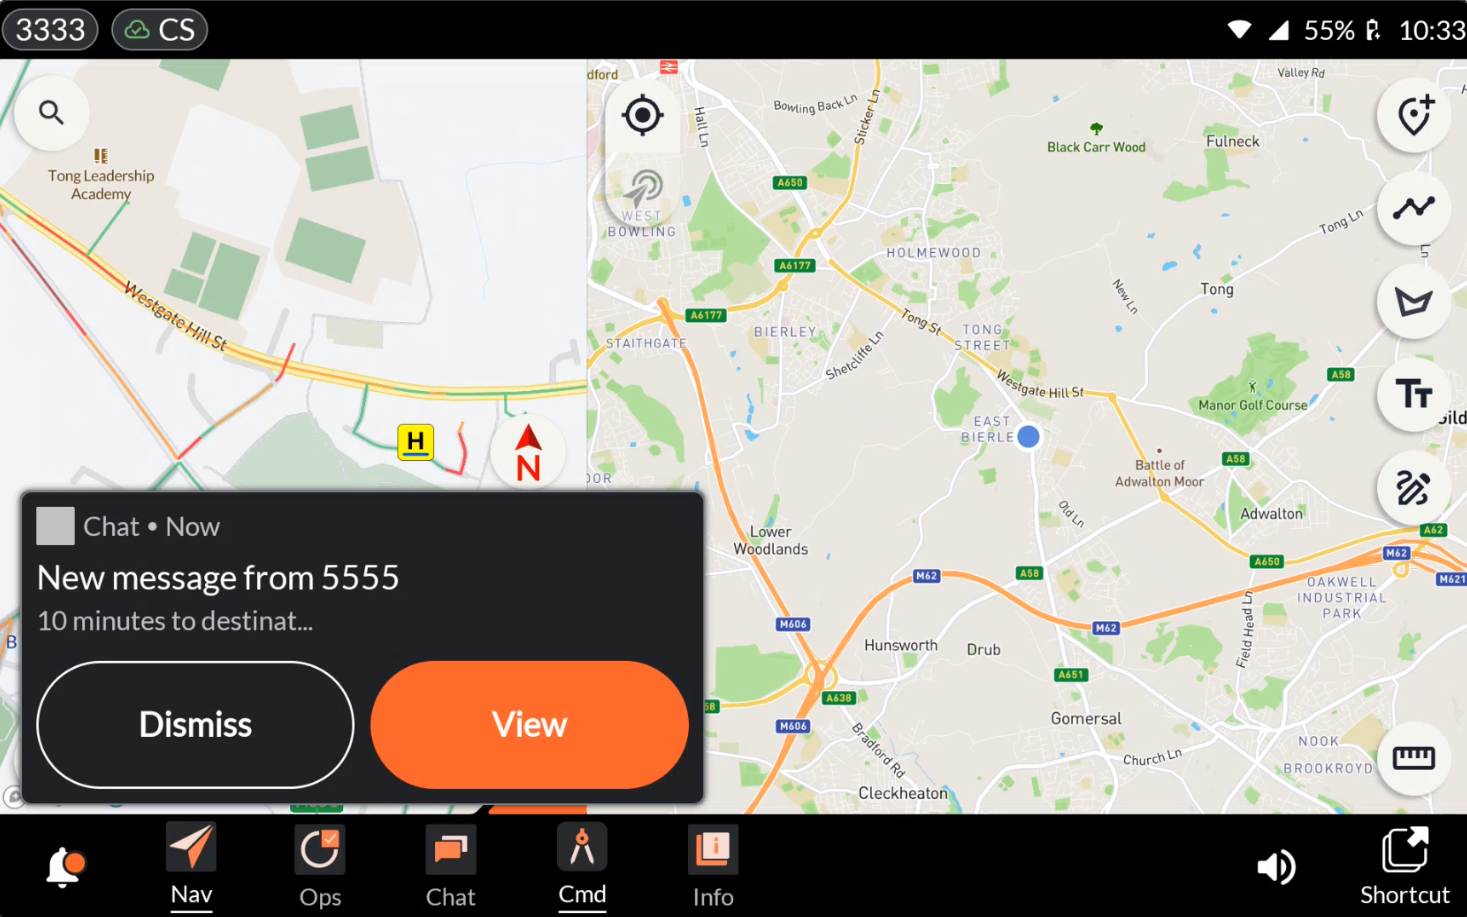 3333
CS
55%
10:33
Tong Leadership
Academy
Westgate Hill St
H
N
Chat • Now
New message from 5555
10 minutes to destinat...
Dismiss
View
B
dford
Hall Ln
Bowling Back Ln
Sticker Ln
Valley Rd
Black Carr Wood
Fulneck
A650
WEST
BOWLING
Tong Ln
Ln
HOLMEWOOD
A6177
New Ln
Tong
A6177
Tong St
STAITHGATE
BIERLEY
TONG
STREET
Shetcliffe Ln
Westgate Hill St
A58
Manor Golf Course
Tt
EAST
BIERLE
Battle of
Adwalton Moor
A58
OOR
Old Ln
Adwalton
A62
Lower
Woodlands
M62
A58
A650
M62
M621
OAKWELL
INDUSTRIAL
PARK
M606
M62
Field Head Ln
Hunsworth
Drub
A651
58
A638
M606
Gomersal
Bradford Rd
Church Ln
NOOK
BROOKROYD
Cleckheaton
Nav
Ops
Chat
Cmd
Info
Shortcut